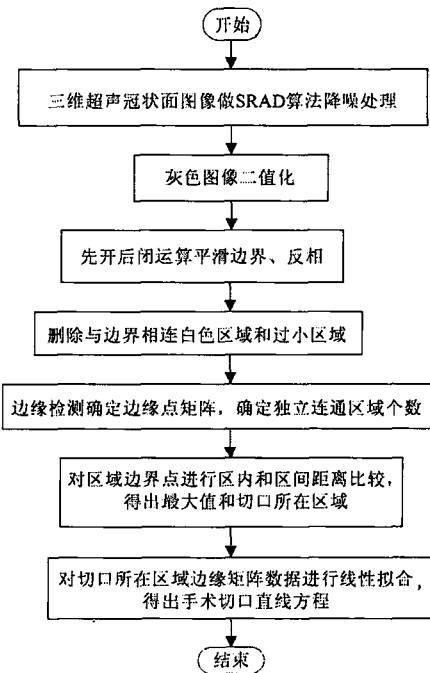 开始
三维超声冠状面图像做SRAD算法降噪处理
灰色图像二值化
先开后闭运算平滑边界、反相
删除与边界相连白色区域和过小区域
边缘检测确定边缘点矩阵，确定独立连通区域个数
对区域边界点进行区内和区间距离比较，
得出最大值和切口所在区域
对切口所在区域边缘矩阵数据进行线性拟合，
得出手术切口直线方程
结束